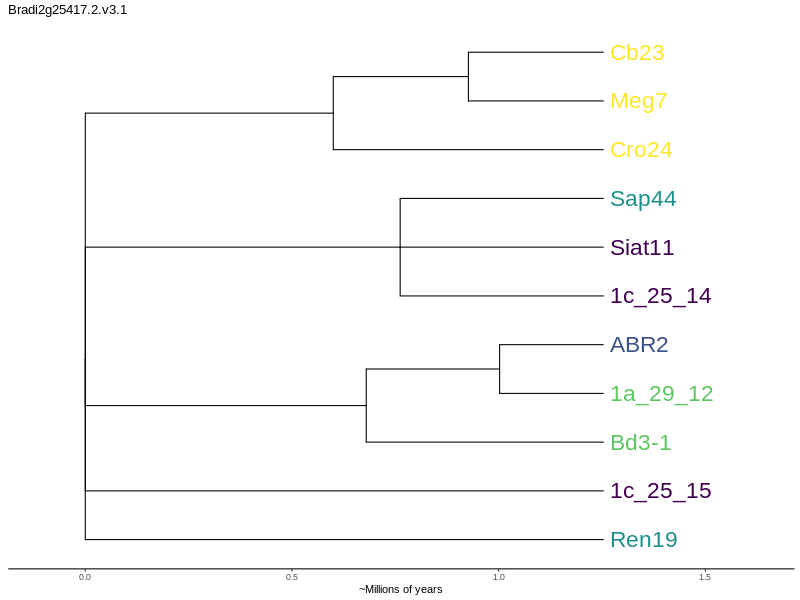 Bradi2g25417.2.v3.1
Cb23
Meg7
Cro24
Sap44
Siat11
1c_25_14
ABR2
1a_29_12
Bd3-1
1c_25_15
Ren19
0.0 0.5 1.0 1.5
~Millions of years